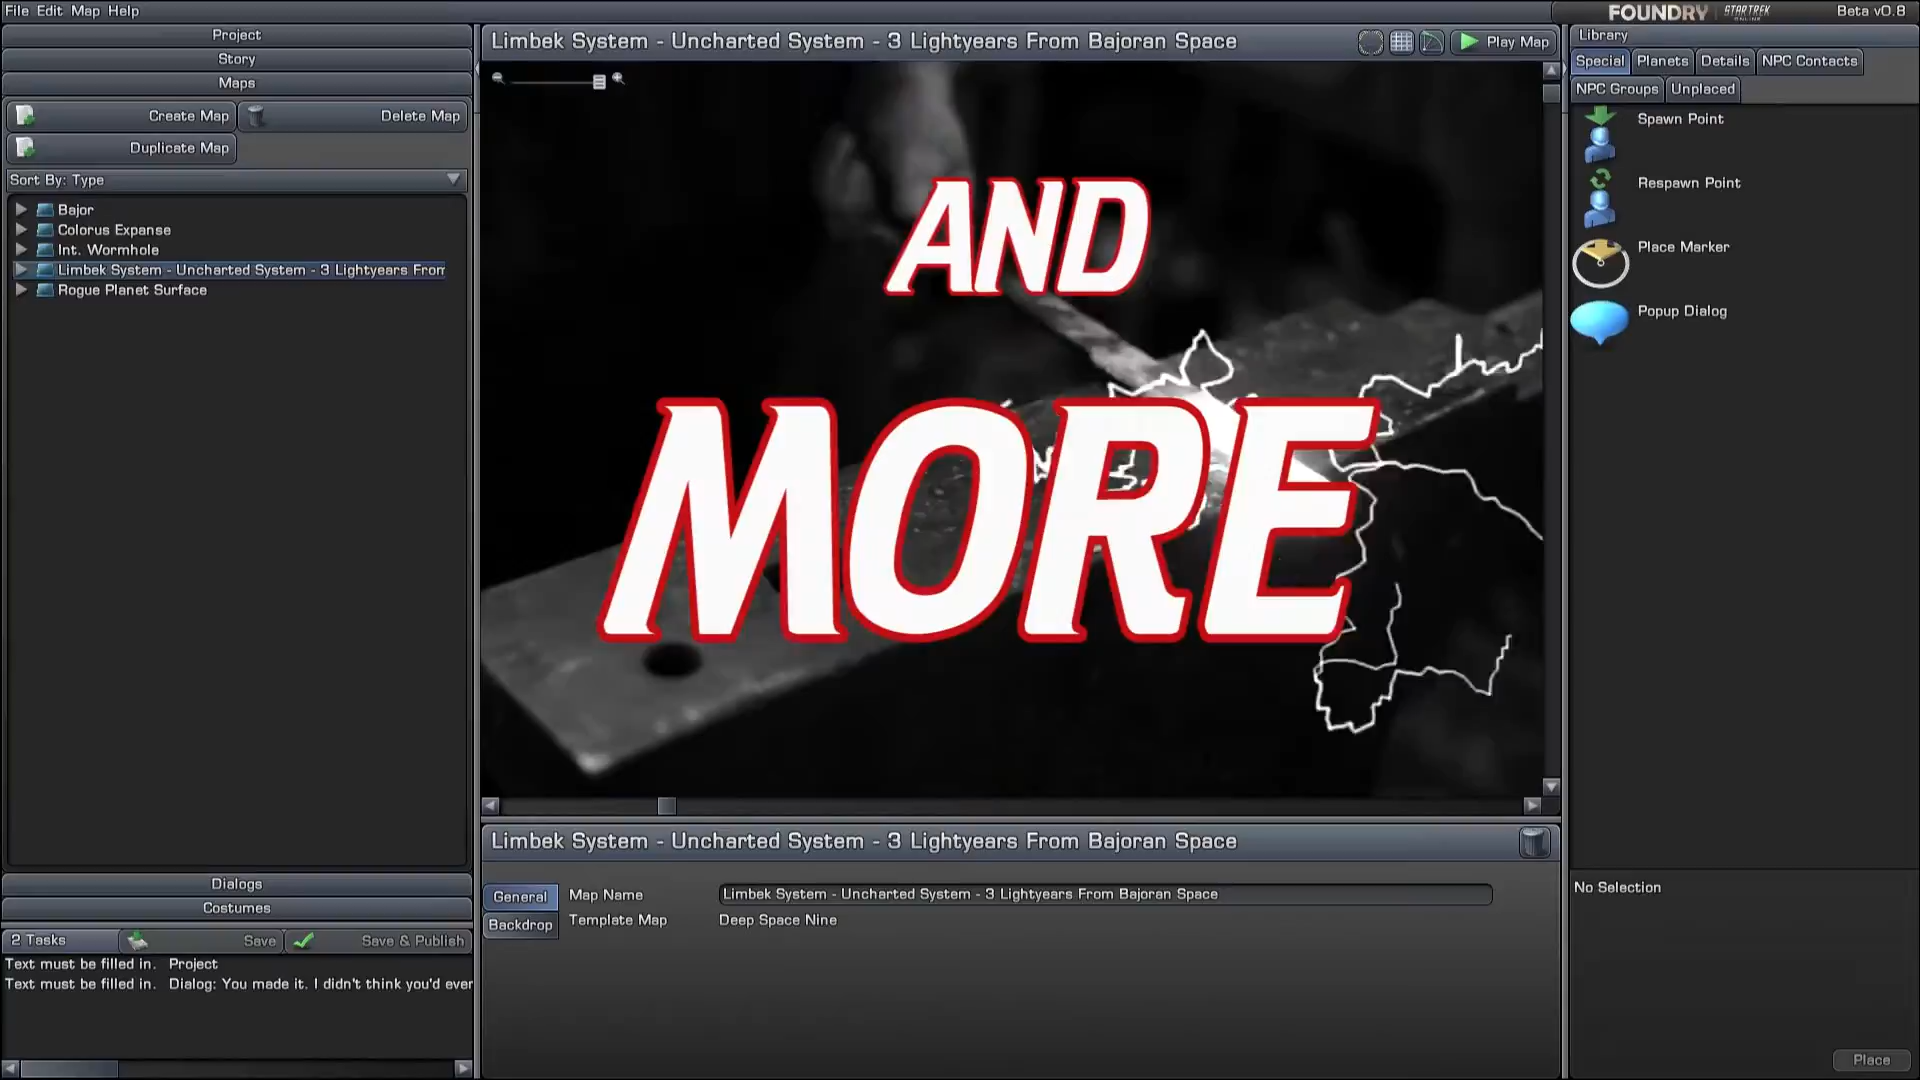 File Edit Map Help
FOUNDRY STAR TREK ONLINE Beta v0.8
Project
Story
Maps
Create Map Delete Map
Duplicate Map
Sort By: Type
Bajor
Colorus Expanse
Int. Wormhole
Limbek System - Uncharted System - 3 Lightyears From
Rogue Planet Surface
Dialogs
Costumes
2 Tasks Save Save & Publish
Text must be filled in. Project
Text must be filled in. Dialog: You made it. I didn't think you'd ever
Limbek System - Uncharted System - 3 Lightyears From Bajoran Space Play Map
AND
MORE
Limbek System - Uncharted System - 3 Lightyears From Bajoran Space
General Map Name Limbek System - Uncharted System - 3 Lightyears From Bajoran Space
Backdrop Template Map Deep Space Nine
Library
Special Planets Details NPC Contacts
NPC Groups Unplaced
Spawn Point
Respawn Point
Place Marker
Popup Dialog
No Selection
Place